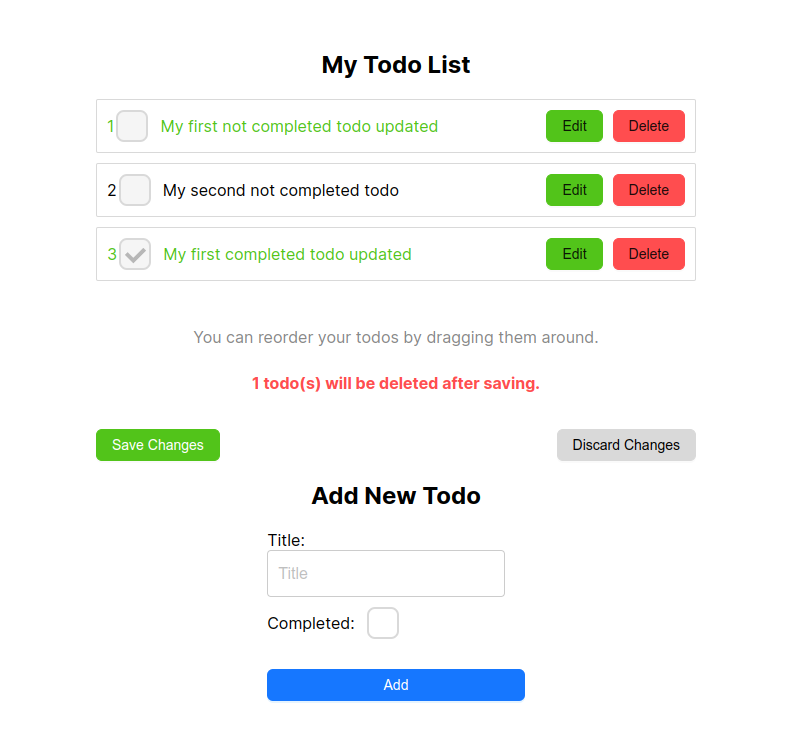 My Todo List
1 My first not completed todo updated Edit Delete
2 My second not completed todo Edit Delete
3 My first completed todo updated Edit Delete
You can reorder your todos by dragging them around.
1 todo(s) will be deleted after saving.
Save Changes Discard Changes
Add New Todo
Title:
Title
Completed:
Add